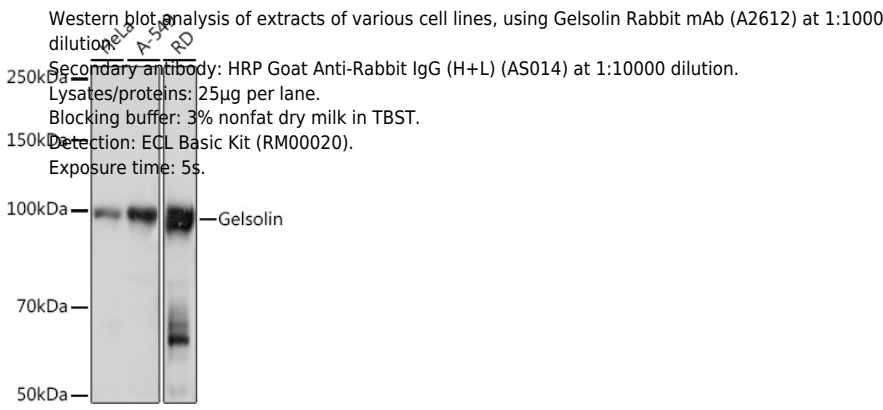 Western blot analysis of extracts of various cell lines, using Gelsolin Rabbit mAb (A2612) at 1:1000
dilution.
Secondary antibody: HRP Goat Anti-Rabbit IgG (H+L) (AS014) at 1:10000 dilution.
Lysates/proteins: 25μg per lane.
Blocking buffer: 3% nonfat dry milk in TBST.
Detection: ECL Basic Kit (RM00020).
Exposure time: 5s.
HeLa
A-549
RD
250kDa
150kDa
100kDa
Gelsolin
70kDa
50kDa